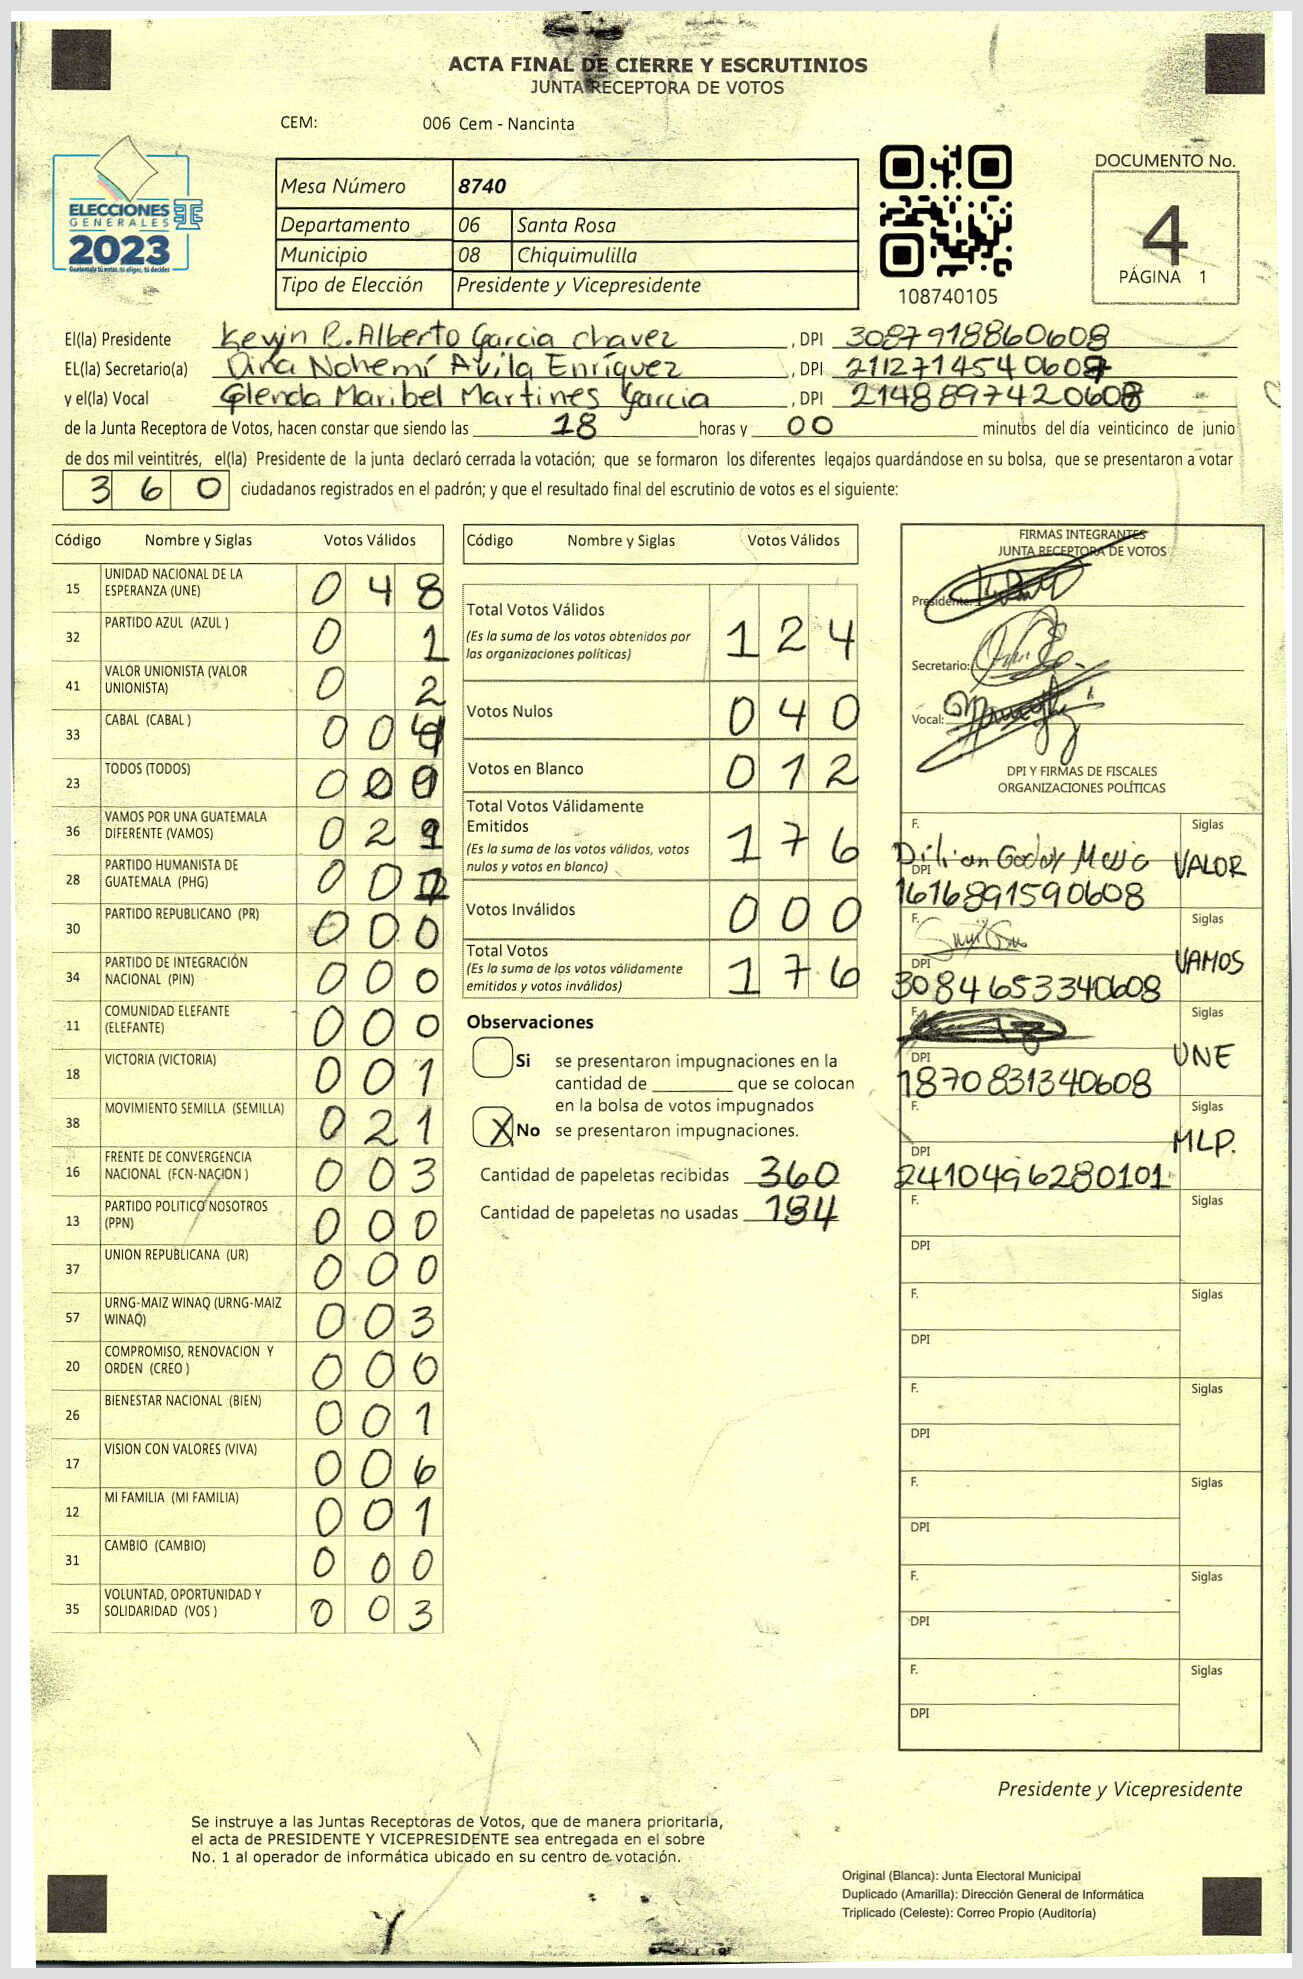 ACTA FINAL DE CIERRE Y ESCRUTINIOS
JUNTA RECEPTORA DE VOTOS
CEM: 006 Cem - Nancinta
ELECCIONES
GENERALES
2023
Guatemala tú votas, tú eliges, tú decides
Mesa Número 8740
Departamento 06 Santa Rosa
Municipio 08 Chiquimulilla
Tipo de Elección Presidente y Vicepresidente
108740105
DOCUMENTO No.
4
PÁGINA 1
El(la) Presidente Kevin R. Alberto Garcia chavez, DPI 3087918860608
EL(la) Secretario(a) Dina Nohemí Avila Enríquez, DPI 2112714540607
y el(la) Vocal Glenda Maribel Martines Garcia, DPI 2148897420608
de la Junta Receptora de Votos, hacen constar que siendo las 18 horas y 00 minutos del día veinticinco de junio
de dos mil veintitrés, el(la) Presidente de la junta declaró cerrada la votación; que se formaron los diferentes legajos quardándose en su bolsa, que se presentaron a votar
3 6 0 ciudadanos registrados en el padrón; y que el resultado final del escrutinio de votos es el siguiente:
Código Nombre y Siglas Votos Válidos
15 UNIDAD NACIONAL DE LA ESPERANZA (UNE) 0 4 8
32 PARTIDO AZUL (AZUL ) 0 1
41 VALOR UNIONISTA (VALOR UNIONISTA) 0 2
33 CABAL (CABAL ) 0 0
23 TODOS (TODOS) 0 0
36 VAMOS POR UNA GUATEMALA DIFERENTE (VAMOS) 0 2
28 PARTIDO HUMANISTA DE GUATEMALA (PHG) 0 0
30 PARTIDO REPUBLICANO (PR) 0 0 0
34 PARTIDO DE INTEGRACIÓN NACIONAL (PIN) 0 0 0
11 COMUNIDAD ELEFANTE (ELEFANTE) 0 0 0
18 VICTORIA (VICTORIA) 0 0 1
38 MOVIMIENTO SEMILLA (SEMILLA) 0 2 1
16 FRENTE DE CONVERGENCIA NACIONAL (FCN-NACION ) 0 0 3
13 PARTIDO POLITICO NOSOTROS (PPN) 0 0 0
37 UNION REPUBLICANA (UR) 0 0 0
57 URNG-MAIZ WINAQ (URNG-MAIZ WINAQ) 0 0 3
20 COMPROMISO, RENOVACION Y ORDEN (CREO ) 0 0 0
26 BIENESTAR NACIONAL (BIEN) 0 0 1
17 VISION CON VALORES (VIVA) 0 0 6
12 MI FAMILIA (MI FAMILIA) 0 0 1
31 CAMBIO (CAMBIO) 0 0 0
35 VOLUNTAD, OPORTUNIDAD Y SOLIDARIDAD (VOS ) 0 0 3
Código Nombre y Siglas Votos Válidos
Total Votos Válidos 1 2 4
(Es la suma de los votos obtenidos por
las organizaciones políticas)
Votos Nulos 0 4 0
Votos en Blanco 0 1 2
Total Votos Válidamente
Emitidos 1 7 6
(Es la suma de los votos válidos, votos
nulos y votos en blanco)
Votos Inválidos 0 0 0
Total Votos 1 7 6
(Es la suma de los votos válidamente
emitidos y votos inválidos)
Observaciones
Si se presentaron impugnaciones en la
cantidad de ________ que se colocan
en la bolsa de votos impugnados
X No se presentaron impugnaciones.
Cantidad de papeletas recibidas 360
Cantidad de papeletas no usadas 184
FIRMAS INTEGRANTES
JUNTA RECEPTORA DE VOTOS
Presidente:
Secretario:
Vocal:
DPI Y FIRMAS DE FISCALES
ORGANIZACIONES POLÍTICAS
F. Dilian Godoy Siglas VALOR
DPI 1616891590608
F. Siglas VAMOS
DPI 3084653340608
F. Siglas UNE
DPI 1870831340608
F. Siglas MLP.
DPI 2410496280101
F. Siglas
DPI
F. Siglas
DPI
F. Siglas
DPI
F. Siglas
DPI
F. Siglas
DPI
F. Siglas
DPI
Presidente y Vicepresidente
Se instruye a las Juntas Receptoras de Votos, que de manera prioritaria,
el acta de PRESIDENTE Y VICEPRESIDENTE sea entregada en el sobre
No. 1 al operador de informática ubicado en su centro de votación.
Original (Blanca): Junta Electoral Municipal
Duplicado (Amarilla): Dirección General de Informática
Triplicado (Celeste): Correo Propio (Auditoría)